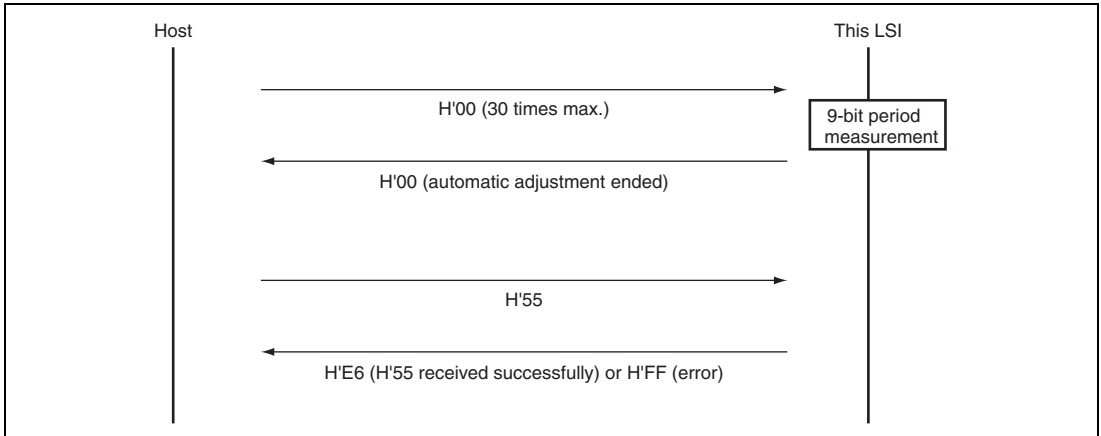 Host
This LSI
H'00 (30 times max.)
9-bit period
measurement
H'00 (automatic adjustment ended)
H'55
H'E6 (H'55 received successfully) or H'FF (error)